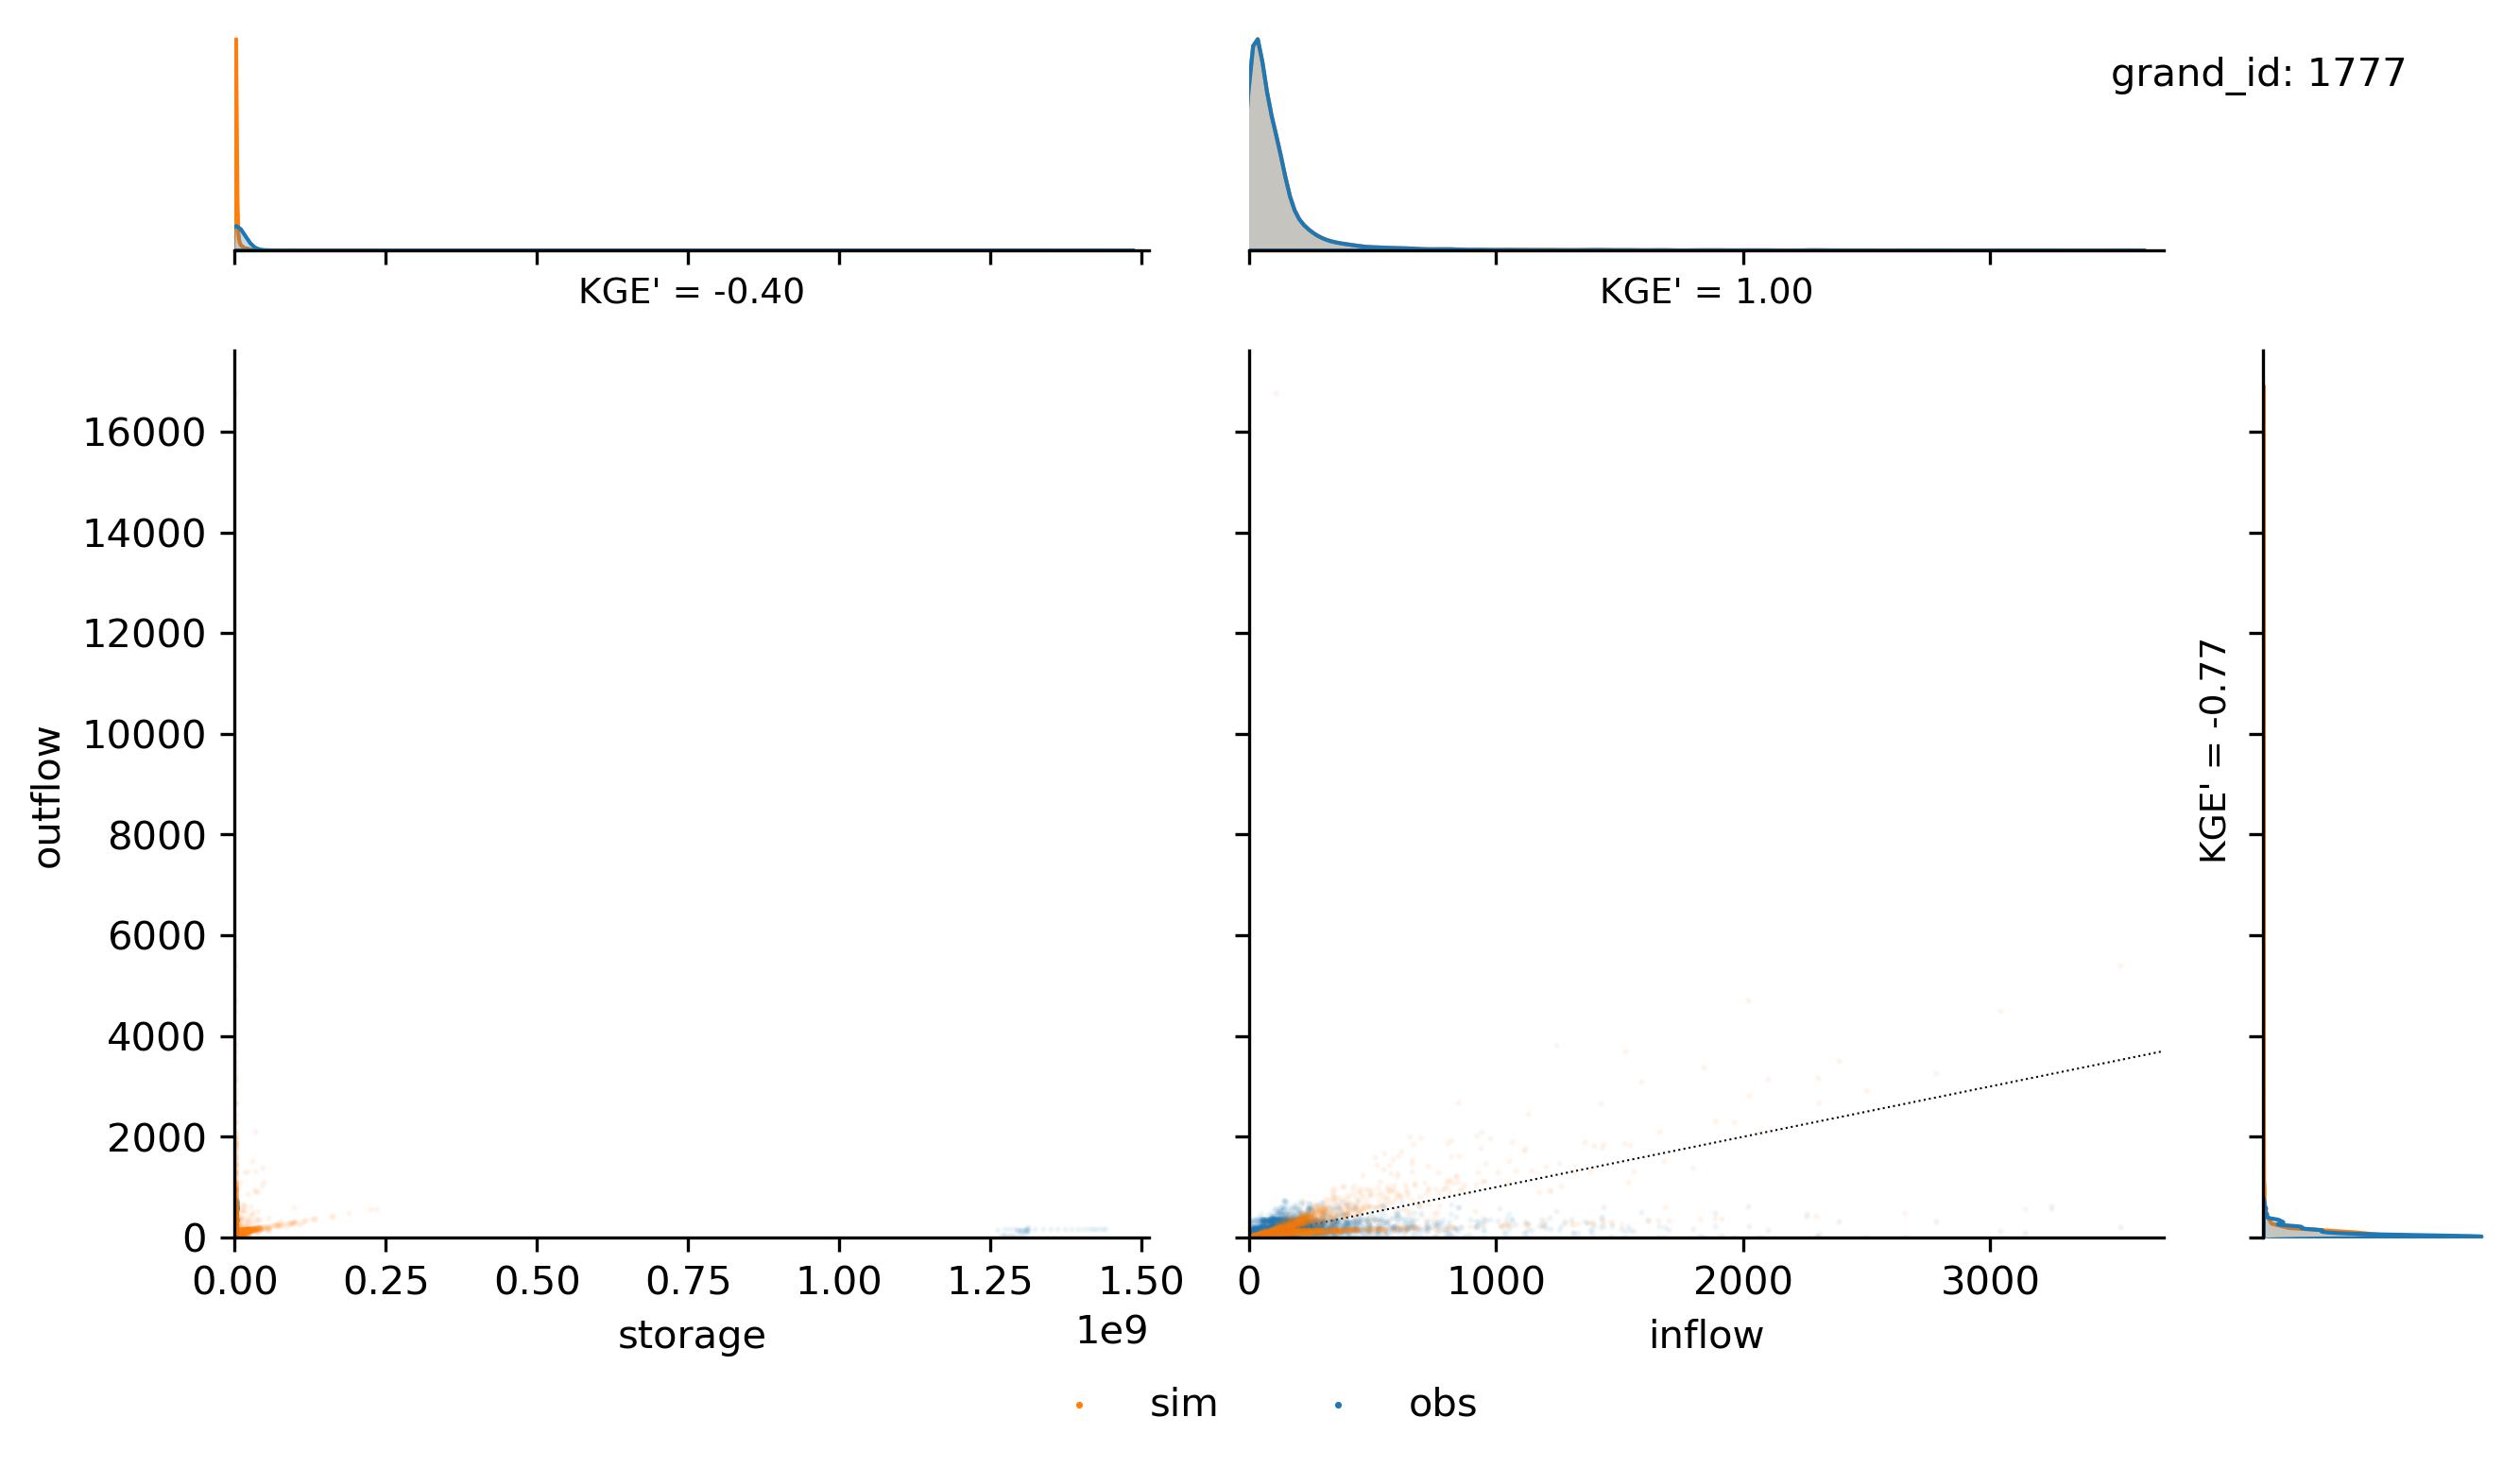 grand_id: 1777
KGE' = -0.40
KGE' = 1.00
outflow
16000
14000
12000
10000
8000
6000
4000
2000
0
KGE' = -0.77
0.00 0.25 0.50 0.75 1.00 1.25 1.50
1e9
storage
0 1000 2000 3000
inflow
sim obs